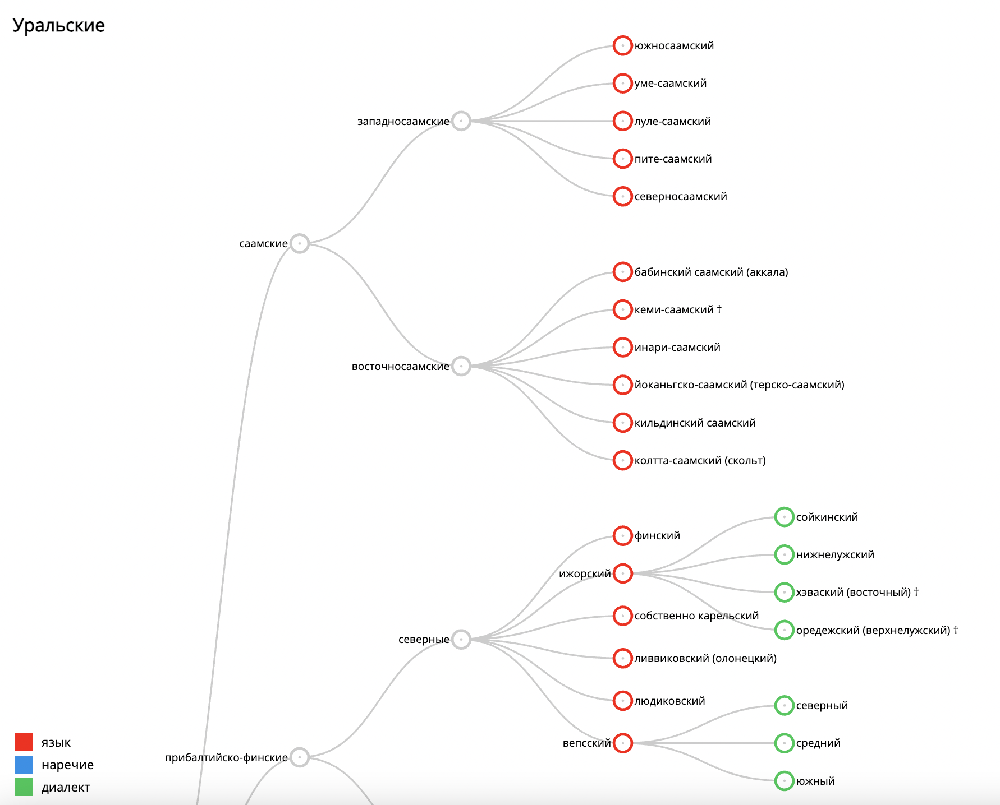 Уральские
южносаамский
уме-саамский
западносаамские
луле-саамский
пите-саамский
северносаамский
саамские
бабинский саамский (аккала)
кеми-саамский †
инари-саамский
восточносаамские
йоканьгско-саамский (терско-саамский)
кильдинский саамский
колтта-саамский (скольт)
сойкинский
финский
нижнелужский
ижорский
хэваский (восточный) †
собственно карельский
оредежский (верхнелужский) †
северные
ливвиковский (олонецкий)
людиковский
северный
вепсский
средний
прибалтийско-финские
южный
язык
наречие
диалект